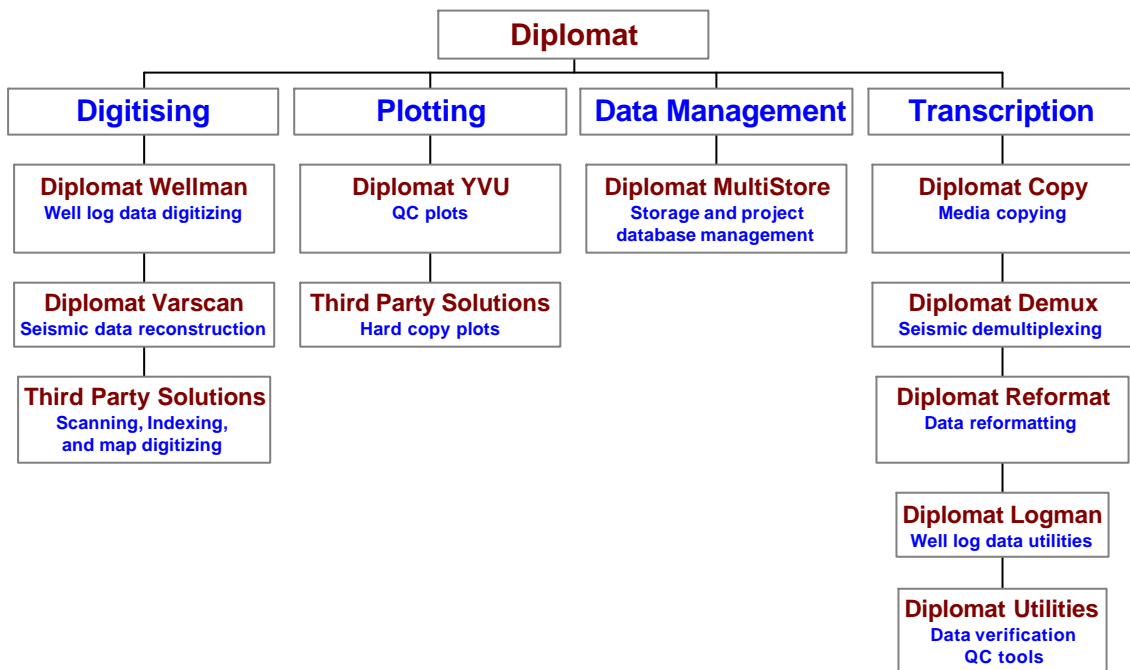 Diplomat
Digitising
Plotting
Data Management
Transcription
Diplomat Wellman
Well log data digitizing
Diplomat YVU
QC plots
Diplomat MultiStore
Storage and project
database management
Diplomat Copy
Media copying
Diplomat Varscan
Seismic data reconstruction
Third Party Solutions
Hard copy plots
Diplomat Demux
Seismic demultiplexing
Third Party Solutions
Scanning, Indexing,
and map digitizing
Diplomat Reformat
Data reformatting
Diplomat Logman
Well log data utilities
Diplomat Utilities
Data verification
QC tools